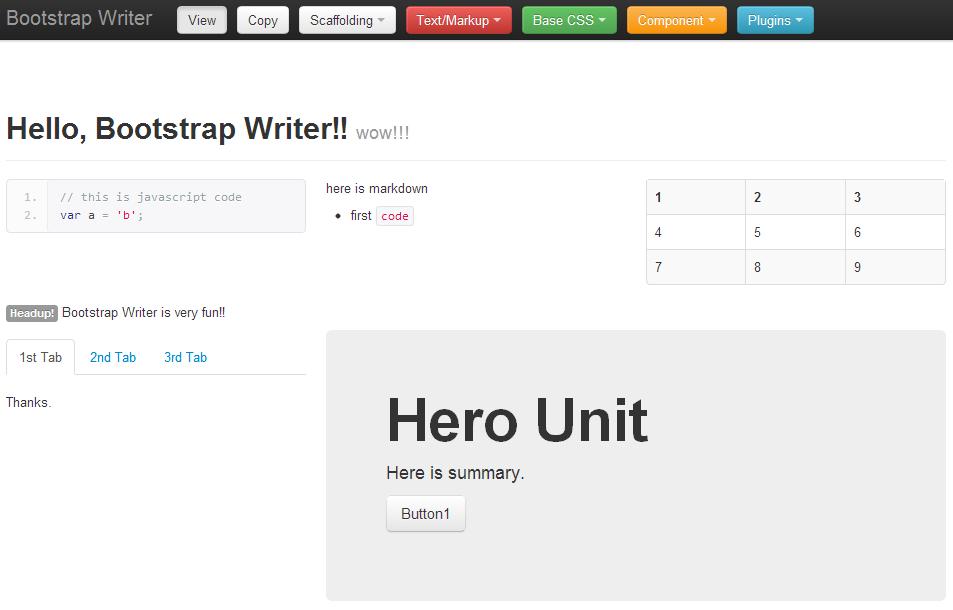 Bootstrap Writer View Copy Scaffolding Text/Markup Base CSS Component Plugins
Hello, Bootstrap Writer!! wow!!!
1. // this is javascript code
2. var a = 'b';
here is markdown
• first code
1 2 3
4 5 6
7 8 9
Headup! Bootstrap Writer is very fun!!
1st Tab 2nd Tab 3rd Tab
Thanks.
Hero Unit
Here is summary.
Button1